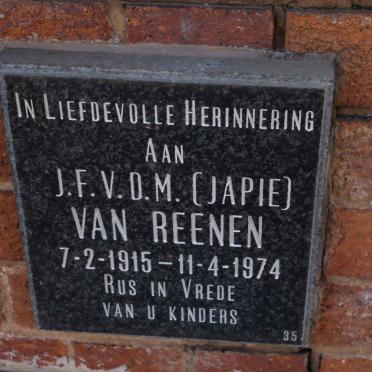 IN LIEFDEVOLLE HERINNERING
AAN
J.F.V.D.M. (JAPIE)
VAN REENEN
7-2-1915-11-4-1974
RUS IN VREDE
VAN U KINDERS
35